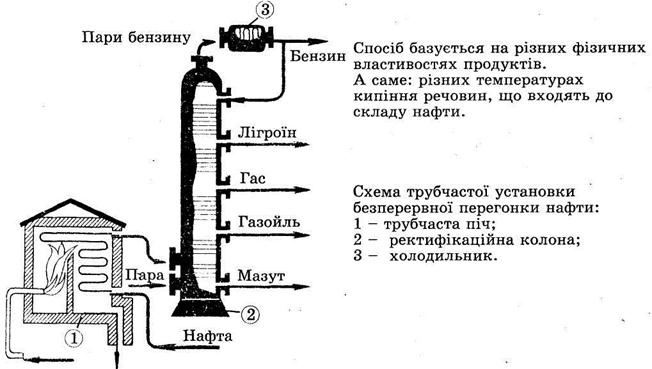 ③
Пари бензину
Бензин
Лігроїн
Гас
Газойль
Пара
Мазут
①
②
Нафта
Спосіб базується на різних фізичних
властивостях продуктів.
А саме: різних температурах
кипіння речовин, що входять до
складу нафти.
Схема трубчастої установки
безперервної перегонки нафти:
1 – трубчаста піч;
2 – ректифікаційна колона;
3 – холодильник.